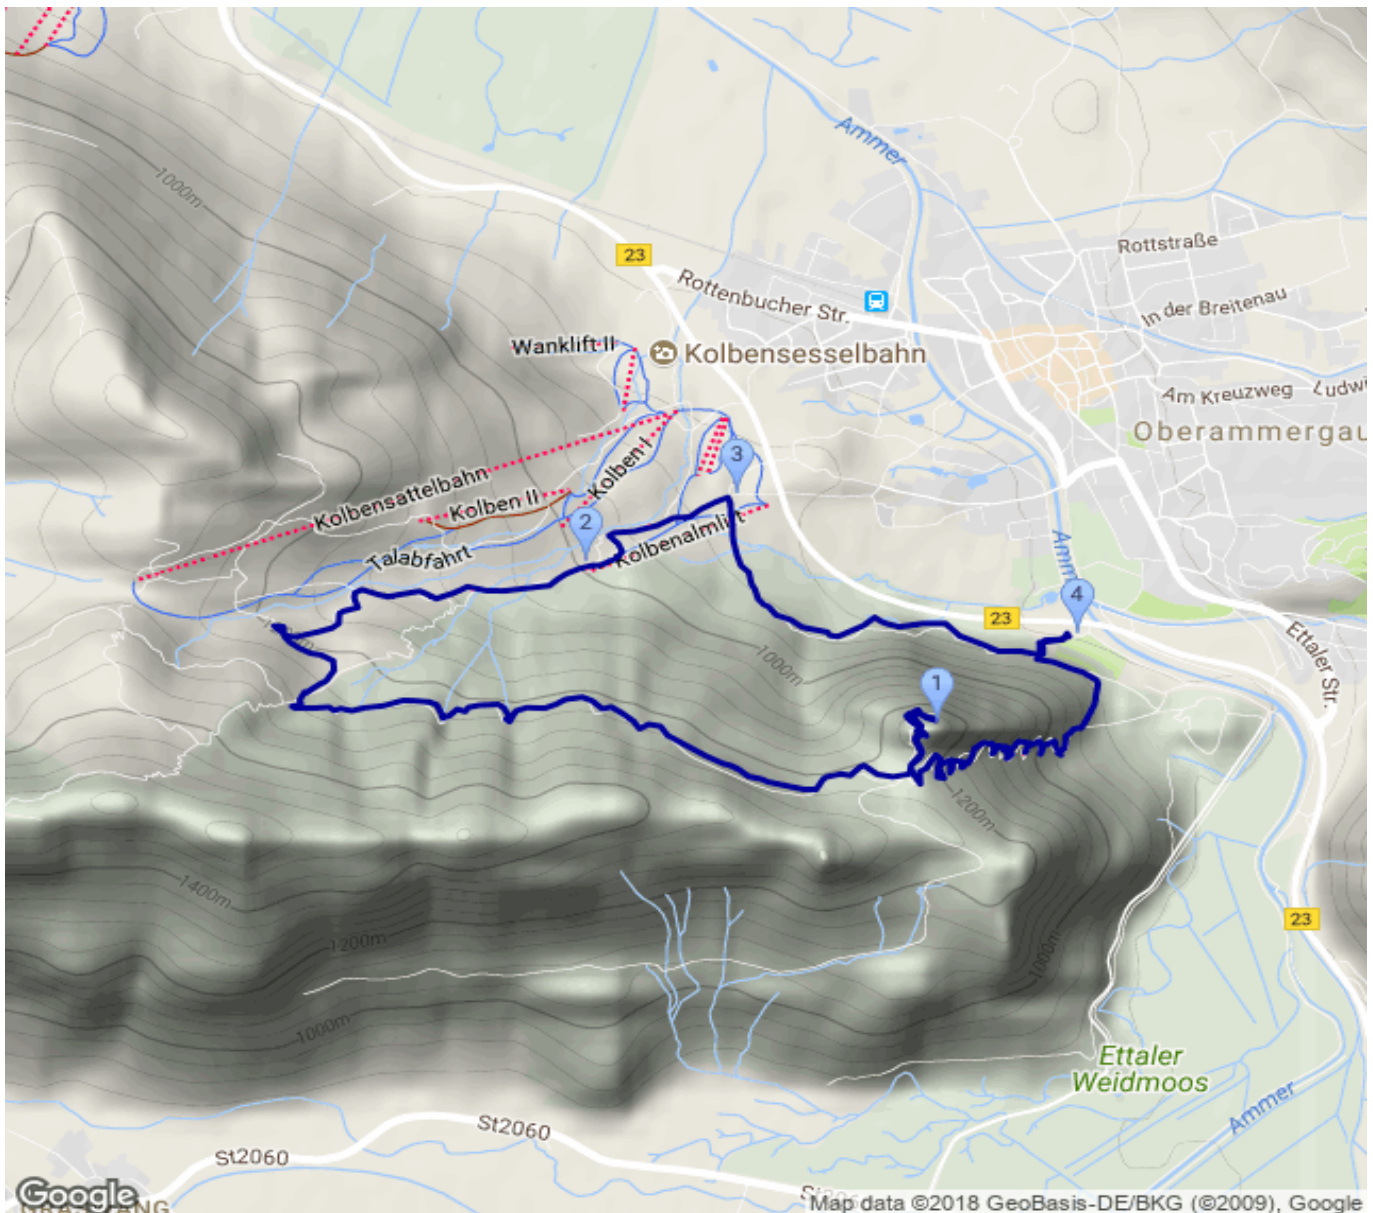 1000m
Ammer
23
Rottstraße
Rottenbucher Str.
In der Breitenau
Wanklift II
Kolbensesselbahn
Am Kreuzweg
Ludwi
Oberammergau
3
Kolbensattelbahn
Kolben I
Kolben II
2
Kolbenalmlift
Talabfahrt
Amm
4
23
Ettaler Str.
1000m
1
1200m
1400m
1200m
23
1000m
1000m
Ettaler
Weidmoos
Ammer
St2060
St2060
Google
Map data ©2018 GeoBasis-DE/BKG (©2009), Google